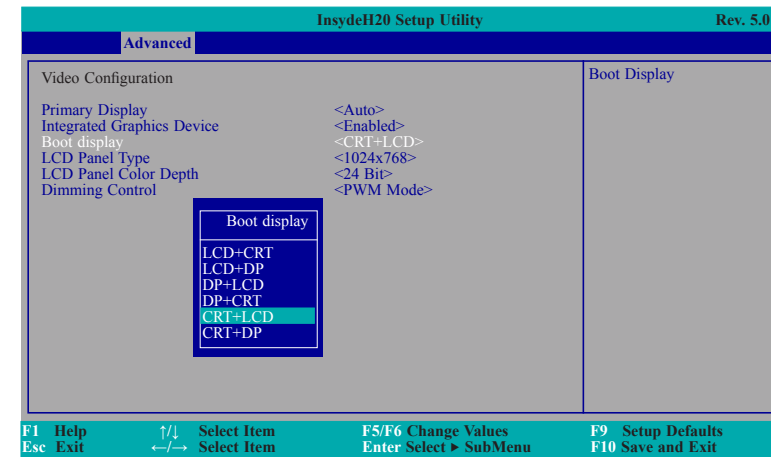 InsydeH20 Setup Utility Rev. 5.0
Advanced
Video Configuration
Primary Display <Auto>
Integrated Graphics Device <Enabled>
Boot display <CRT+LCD>
LCD Panel Type <1024x768>
LCD Panel Color Depth <24 Bit>
Dimming Control <PWM Mode>
Boot Display
Boot display
LCD+CRT
LCD+DP
DP+LCD
DP+CRT
CRT+LCD
CRT+DP
F1 Help ↑/↓ Select Item F5/F6 Change Values F9 Setup Defaults
Esc Exit ←/→ Select Item Enter Select ► SubMenu F10 Save and Exit